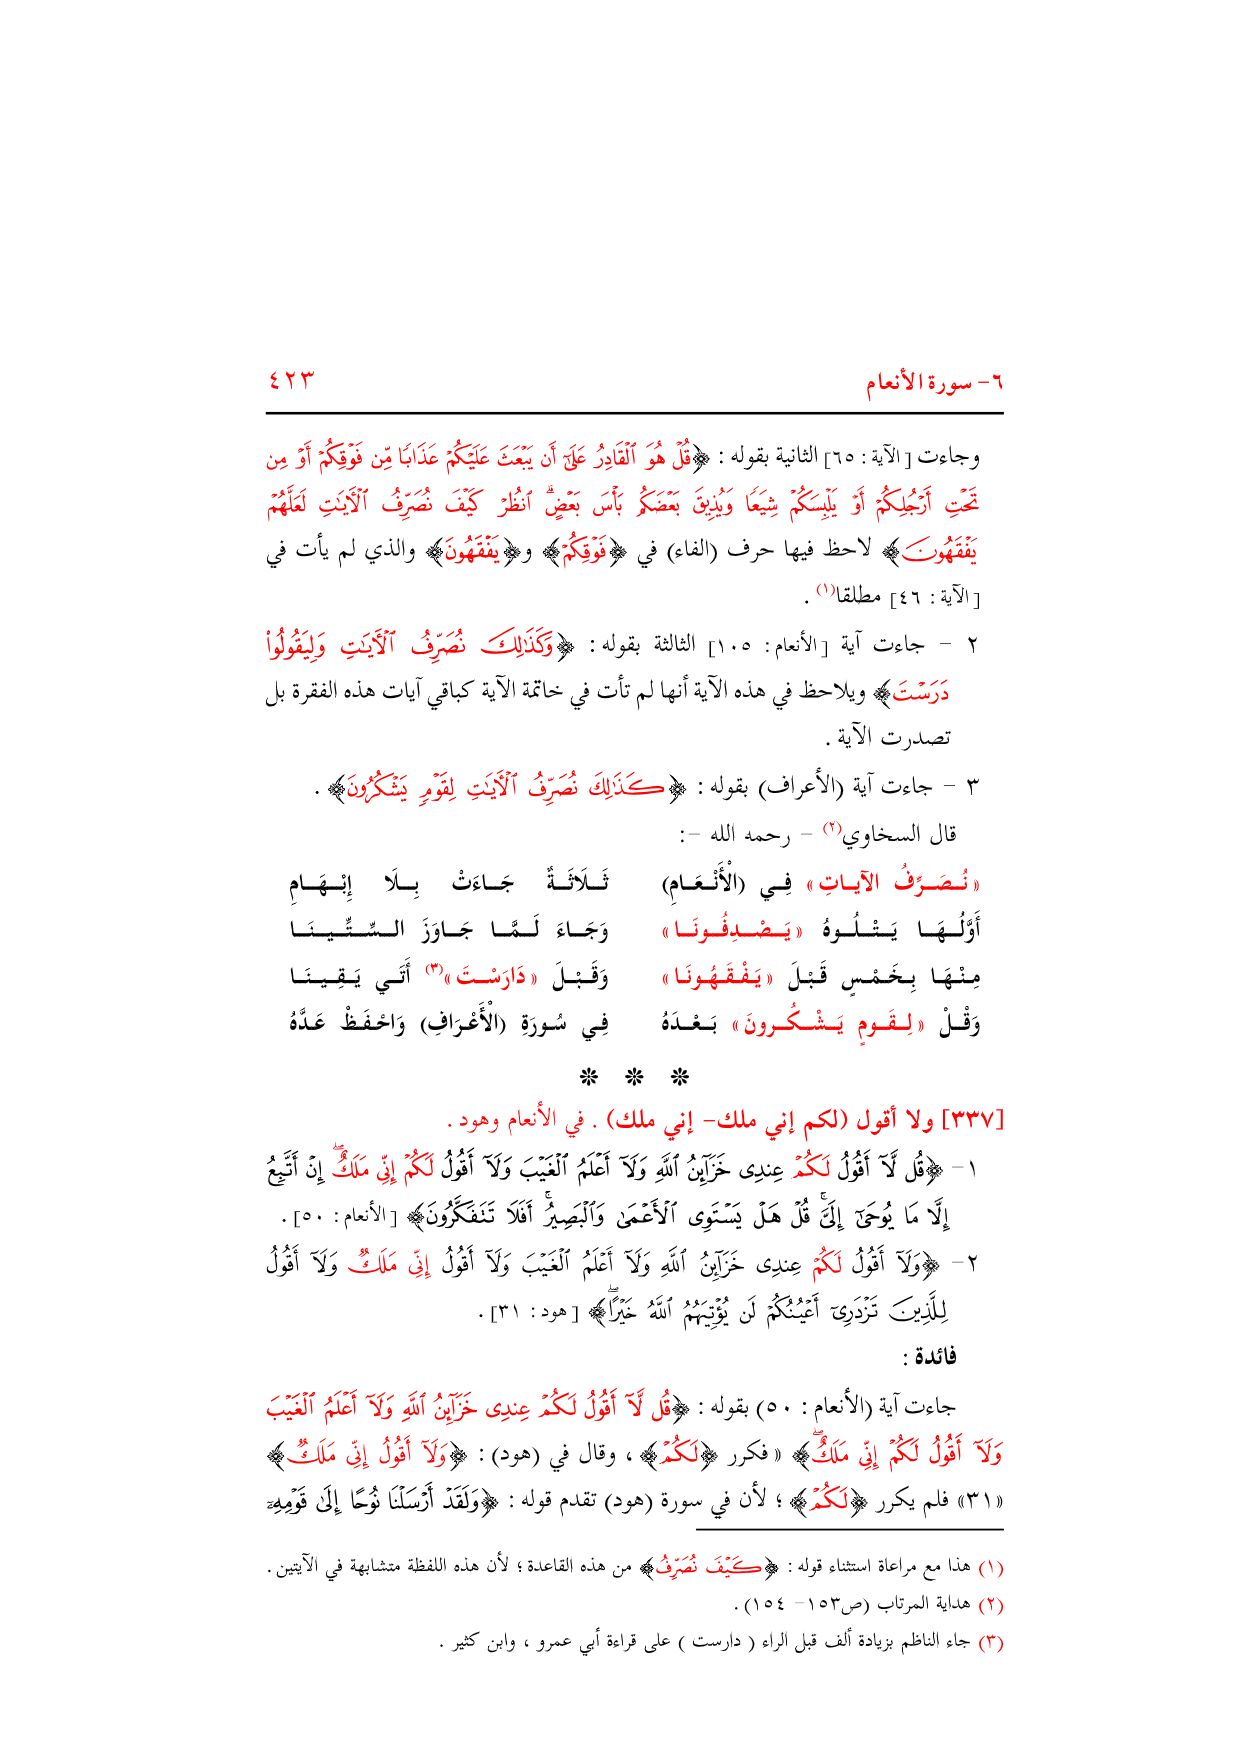 ٦- سورة الأنعام ٤٢٣
وجاءت [الآية: ٦٥] الثانية بقوله: ﴿قُلْ هُوَ ٱلْقَادِرُ عَلَىٰٓ أَن يَبْعَثَ عَلَيْكُمْ عَذَابًا مِّن فَوْقِكُمْ أَوْ مِن
تَحْتِ أَرْجُلِكُمْ أَوْ يَلْبِسَكُمْ شِيَعًا وَيُذِيقَ بَعْضَكُم بَأْسَ بَعْضٍ ۗ ٱنظُرْ كَيْفَ نُصَرِّفُ ٱلْآيَـٰتِ لَعَلَّهُمْ
يَفْقَهُونَ﴾ لاحظ فيها حرف (الفاء) في ﴿فَوْقِكُمْ﴾ و﴿يَفْقَهُونَ﴾ والذي لم يأت في
[الآية: ٤٦] مطلقا(١).
٢ - جاءت آية [الأنعام: ١٠٥] الثالثة بقوله: ﴿وَكَذَٰلِكَ نُصَرِّفُ ٱلْآيَـٰتِ وَلِيَقُولُوا۟
دَرَسْتَ﴾ ويلاحظ في هذه الآية أنها لم تأت في خاتمة الآية كباقي آيات هذه الفقرة بل
تصدرت الآية.
٣ - جاءت آية (الأعراف) بقوله: ﴿كَذَٰلِكَ نُصَرِّفُ ٱلْآيَـٰتِ لِقَوْمٍ يَشْكُرُونَ﴾.
قال السخاوي(٢) - رحمه الله -:
«نُصَرِّفُ الآيـاتِ» فِي (الْأَنْعَامِ) ثَلَاثَةٌ جَاءَتْ بِلَا إِبْهَامِ
أَوَّلُهَا يَتْلُوهُ «يَصْدِفُونَا» وَجَاءَ لَمَّا جَاوَزَ السِّتِّينَا
مِنْهَا بِخَمْسٍ قَبْلَ «يَفْقَهُونَا» وَقَبْلَ «دَارَسْتَ»(٣) أَتَى يَقِينَا
وَقُلْ «لِقَومٍ يَشْكُرونَ» بَعْدَهُ فِي سُورَةِ (الْأَعْرَافِ) وَاحْفَظْ عَدَّهُ
* * *
[٣٣٧] ولا أقول (لكم إني ملك- إني ملك). في الأنعام وهود.
١- ﴿قُل لَّآ أَقُولُ لَكُمْ عِندِى خَزَآئِنُ ٱللَّهِ وَلَآ أَعْلَمُ ٱلْغَيْبَ وَلَآ أَقُولُ لَكُمْ إِنِّى مَلَكٌ ۖ إِنْ أَتَّبِعُ
إِلَّا مَا يُوحَىٰٓ إِلَىَّ ۚ قُلْ هَلْ يَسْتَوِى ٱلْأَعْمَىٰ وَٱلْبَصِيرُ ۚ أَفَلَا تَتَفَكَّرُونَ﴾ [الأنعام: ٥٠].
٢- ﴿وَلَآ أَقُولُ لَكُمْ عِندِى خَزَآئِنُ ٱللَّهِ وَلَآ أَعْلَمُ ٱلْغَيْبَ وَلَآ أَقُولُ إِنِّى مَلَكٌ وَلَآ أَقُولُ
لِلَّذِينَ تَزْدَرِىٓ أَعْيُنُكُمْ لَن يُؤْتِيَهُمُ ٱللَّهُ خَيْرًا ۖ﴾ [هود: ٣١].
فائدة:
جاءت آية (الأنعام: ٥٠) بقوله: ﴿قُل لَّآ أَقُولُ لَكُمْ عِندِى خَزَآئِنُ ٱللَّهِ وَلَآ أَعْلَمُ ٱلْغَيْبَ
وَلَآ أَقُولُ لَكُمْ إِنِّى مَلَكٌ ۖ﴾ «فكرر ﴿لَكُمْ﴾، وقال في (هود): ﴿وَلَآ أَقُولُ إِنِّى مَلَكٌ﴾
«٣١» فلم يكرر ﴿لَكُمْ﴾؛ لأن في سورة (هود) تقدم قوله: ﴿وَلَقَدْ أَرْسَلْنَا نُوحًا إِلَىٰ قَوْمِهِۦٓ
(١) هذا مع مراعاة استثناء قوله: ﴿كَيْفَ نُصَرِّفُ﴾ من هذه القاعدة؛ لأن هذه اللفظة متشابهة في الآيتين.
(٢) هداية المرتاب (ص١٥٣- ١٥٤).
(٣) جاء الناظم بزيادة ألف قبل الراء (دارست) على قراءة أبي عمرو، وابن كثير.